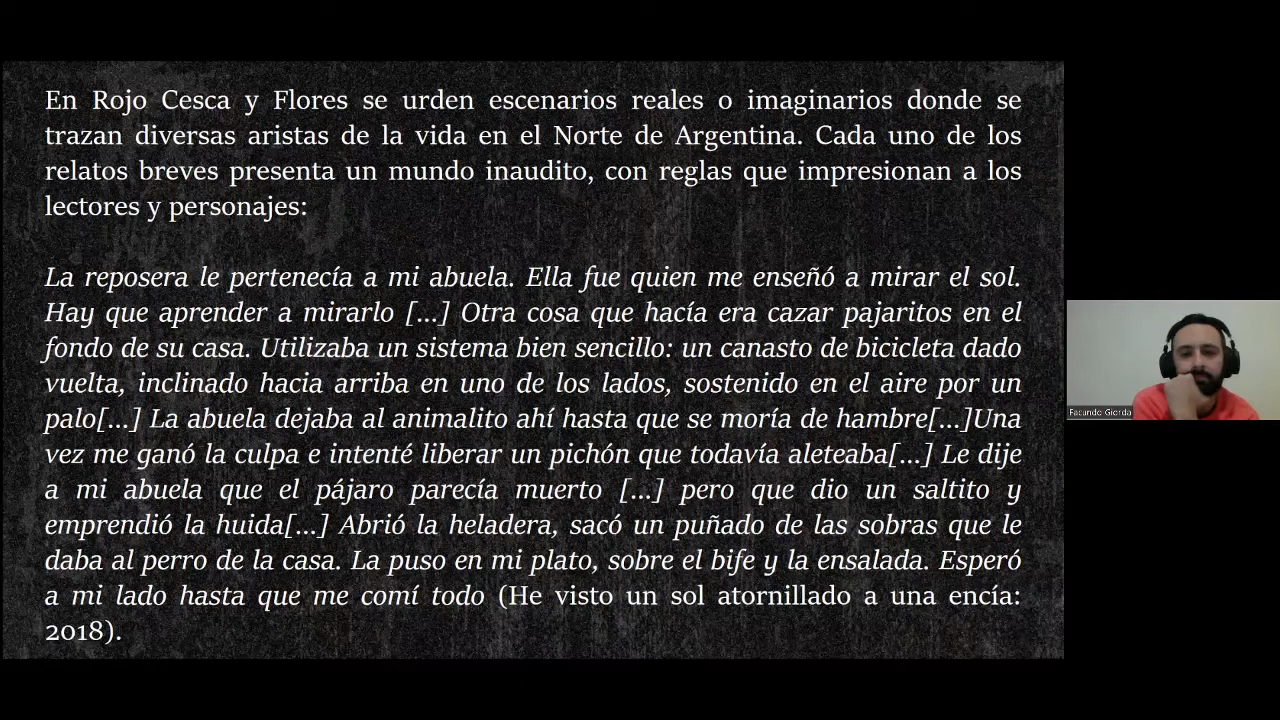 En Rojo Cesca y Flores se urden escenarios reales o imaginarios donde se
trazan diversas aristas de la vida en el Norte de Argentina. Cada uno de los
relatos breves presenta un mundo inaudito, con reglas que impresionan a los
lectores y personajes:
La reposera le pertenecía a mi abuela. Ella fue quien me enseñó a mirar el sol.
Hay que aprender a mirarlo [...] Otra cosa que hacía era cazar pajaritos en el
fondo de su casa. Utilizaba un sistema bien sencillo: un canasto de bicicleta dado
vuelta, inclinado hacia arriba en uno de los lados, sostenido en el aire por un
palo[...] La abuela dejaba al animalito ahí hasta que se moría de hambre[...]Una
vez me ganó la culpa e intenté liberar un pichón que todavía aleteaba[...] Le dije
a mi abuela que el pájaro parecía muerto [...] pero que dio un saltito y
emprendió la huida[...] Abrió la heladera, sacó un puñado de las sobras que le
daba al perro de la casa. La puso en mi plato, sobre el bife y la ensalada. Esperó
a mi lado hasta que me comí todo (He visto un sol atornillado a una encía:
2018).
Facundo Giorda